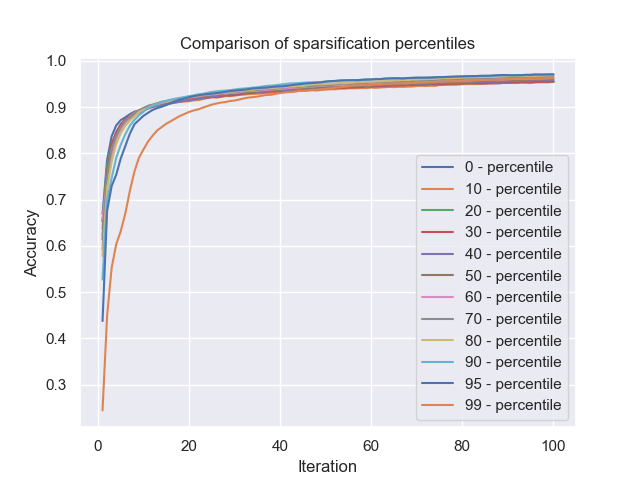 Comparison of sparsification percentiles
1.0
0.9
0.8
0.7
0.6
0.5
0.4
0.3
Accuracy
0 - percentile
10 - percentile
20 - percentile
30 - percentile
40 - percentile
50 - percentile
60 - percentile
70 - percentile
80 - percentile
90 - percentile
95 - percentile
99 - percentile
0 20 40 60 80 100
Iteration